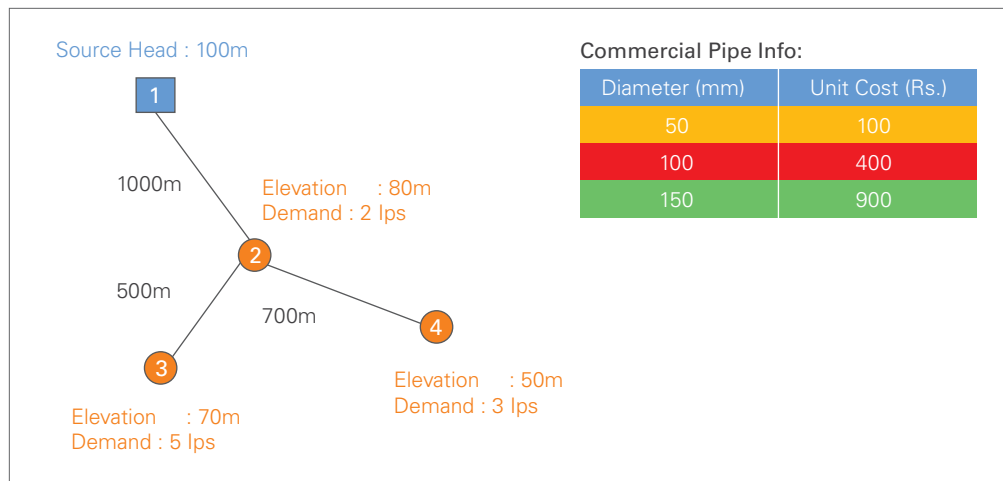 Source Head : 100m
1
1000m
Elevation : 80m
Demand : 2 lps
2
500m
700m
3
4
Elevation : 70m
Demand : 5 lps
Elevation : 50m
Demand : 3 lps
Commercial Pipe Info:
Diameter (mm) Unit Cost (Rs.)
50 100
100 400
150 900